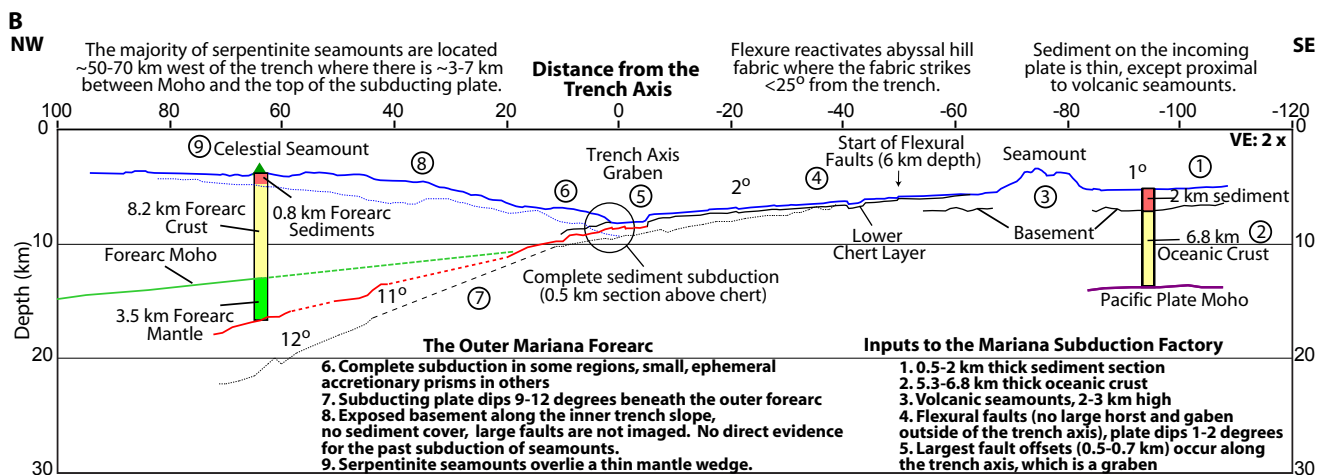 B
NW
SE
The majority of serpentinite seamounts are located
~50-70 km west of the trench where there is ~3-7 km
between Moho and the top of the subducting plate.
Distance from the
Trench Axis
Flexure reactivates abyssal hill
fabric where the fabric strikes
<25º from the trench.
Sediment on the incoming
plate is thin, except proximal
to volcanic seamounts.
100 80 60 40 20 0 -20 -40 -60 -80 -100 -120
0
0
VE: 2 x
9 Celestial Seamount
8
Trench Axis
Graben
6
5
2º
4
Start of Flexural
Faults (6 km depth)
Seamount
3
1º
1
2 km sediment
8.2 km Forearc
Crust
0.8 km Forearc
Sediments
Lower
Chert Layer
Basement
6.8 km 2
Oceanic Crust
10
10
Forearc Moho
Complete sediment subduction
(0.5 km section above chert)
Pacific Plate Moho
3.5 km Forearc
Mantle
11º
7
12º
Depth (km)
20
20
The Outer Mariana Forearc
6. Complete subduction in some regions, small, ephemeral
accretionary prisms in others
7. Subducting plate dips 9-12 degrees beneath the outer forearc
8. Exposed basement along the inner trench slope,
no sediment cover, large faults are not imaged. No direct evidence
for the past subduction of seamounts.
9. Serpentinite seamounts overlie a thin mantle wedge.
Inputs to the Mariana Subduction Factory
1. 0.5-2 km thick sediment section
2. 5.3-6.8 km thick oceanic crust
3. Volcanic seamounts, 2-3 km high
4. Flexural faults (no large horst and gaben
outside of the trench axis), plate dips 1-2 degrees
5. Largest fault offsets (0.5-0.7 km) occur along
the trench axis, which is a graben
30
30